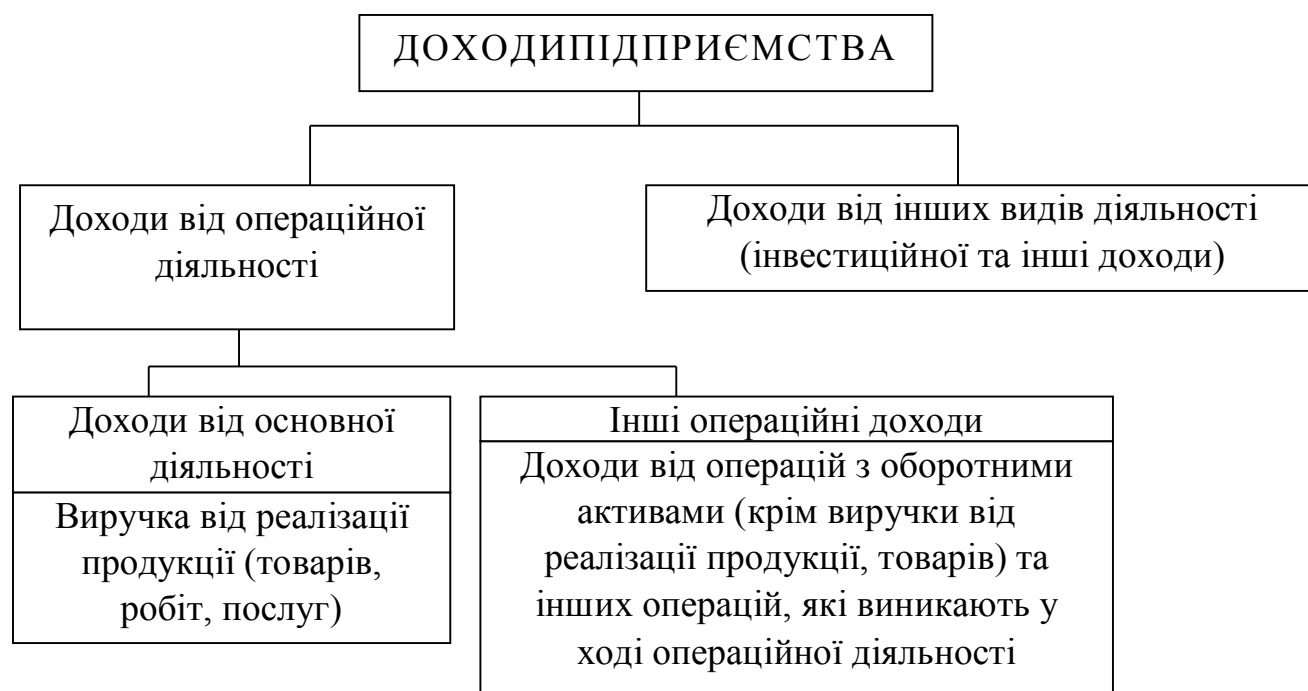 ДОХОДИПІДПРИЄМСТВА
Доходи від операційної
діяльності
Доходи від інших видів діяльності
(інвестиційної та інші доходи)
Доходи від основної
діяльності
Виручка від реалізації
продукції (товарів,
робіт, послуг)
Інші операційні доходи
Доходи від операцій з оборотними
активами (крім виручки від
реалізації продукції, товарів) та
інших операцій, які виникають у
ході операційної діяльності